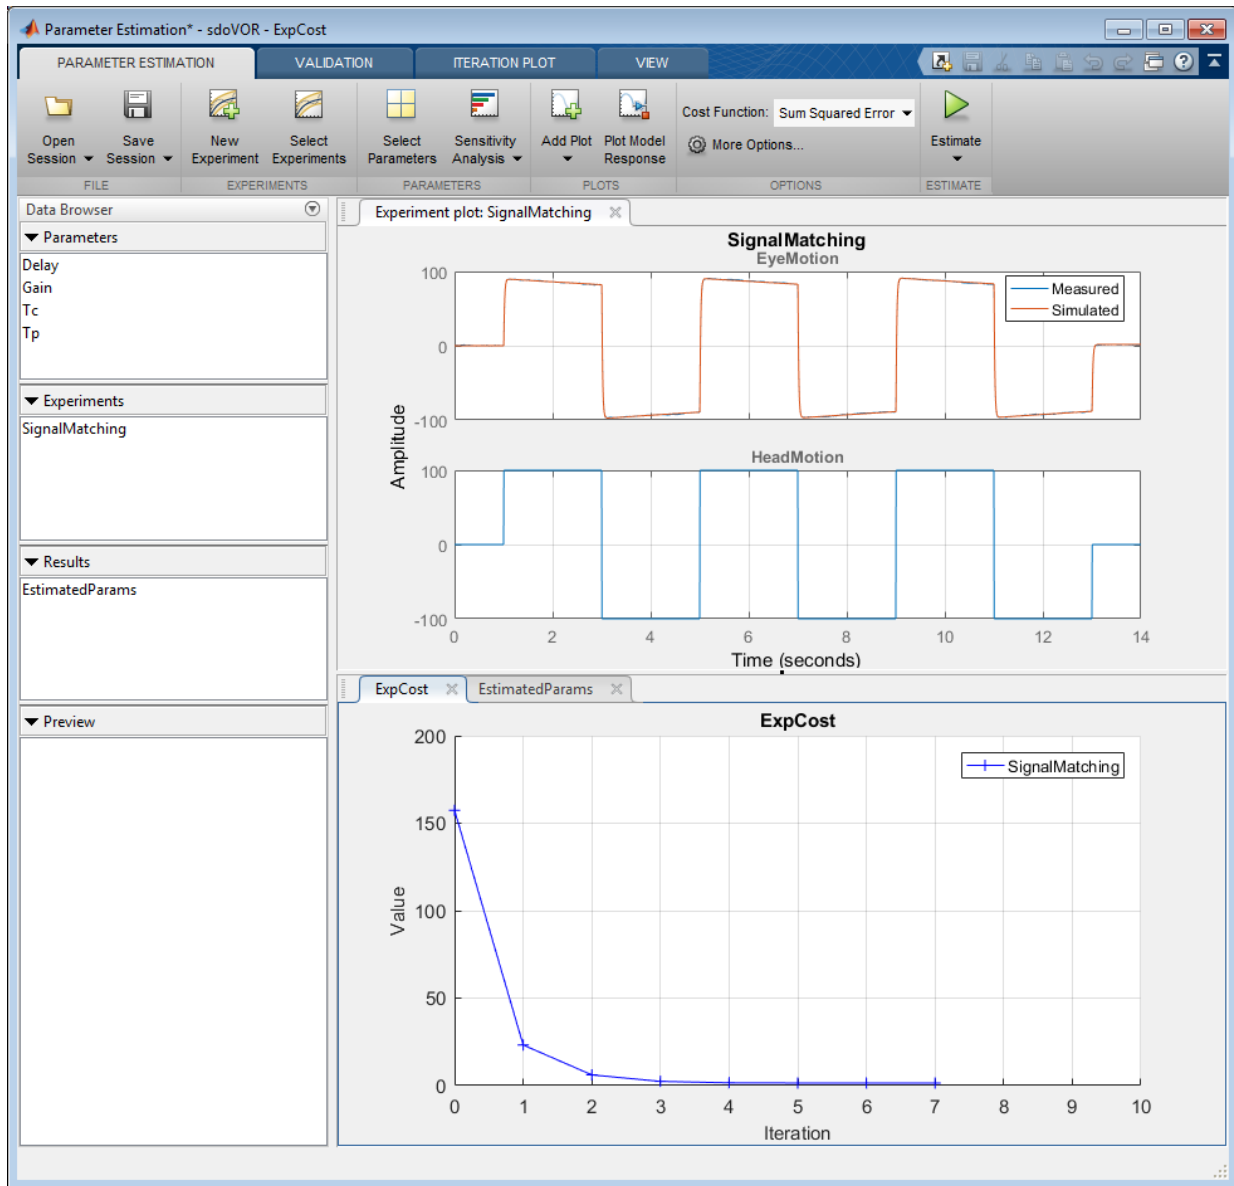 Parameter Estimation* - sdoVOR - ExpCost
PARAMETER ESTIMATION VALIDATION ITERATION PLOT VIEW
Open Session Save Session New Experiment Select Experiments Select Parameters Sensitivity Analysis Add Plot Plot Model Response
Cost Function: Sum Squared Error
More Options...
Estimate
FILE EXPERIMENTS PARAMETERS PLOTS OPTIONS ESTIMATE
Data Browser
Parameters
Delay
Gain
Tc
Tp
Experiments
SignalMatching
Results
EstimatedParams
Preview
Experiment plot: SignalMatching
SignalMatching
EyeMotion
100
0
-100
Measured
Simulated
Amplitude
HeadMotion
100
0
-100
0 2 4 6 8 10 12 14
Time (seconds)
ExpCost EstimatedParams
ExpCost
200
150
100
50
0
SignalMatching
Value
0 1 2 3 4 5 6 7 8 9 10
Iteration